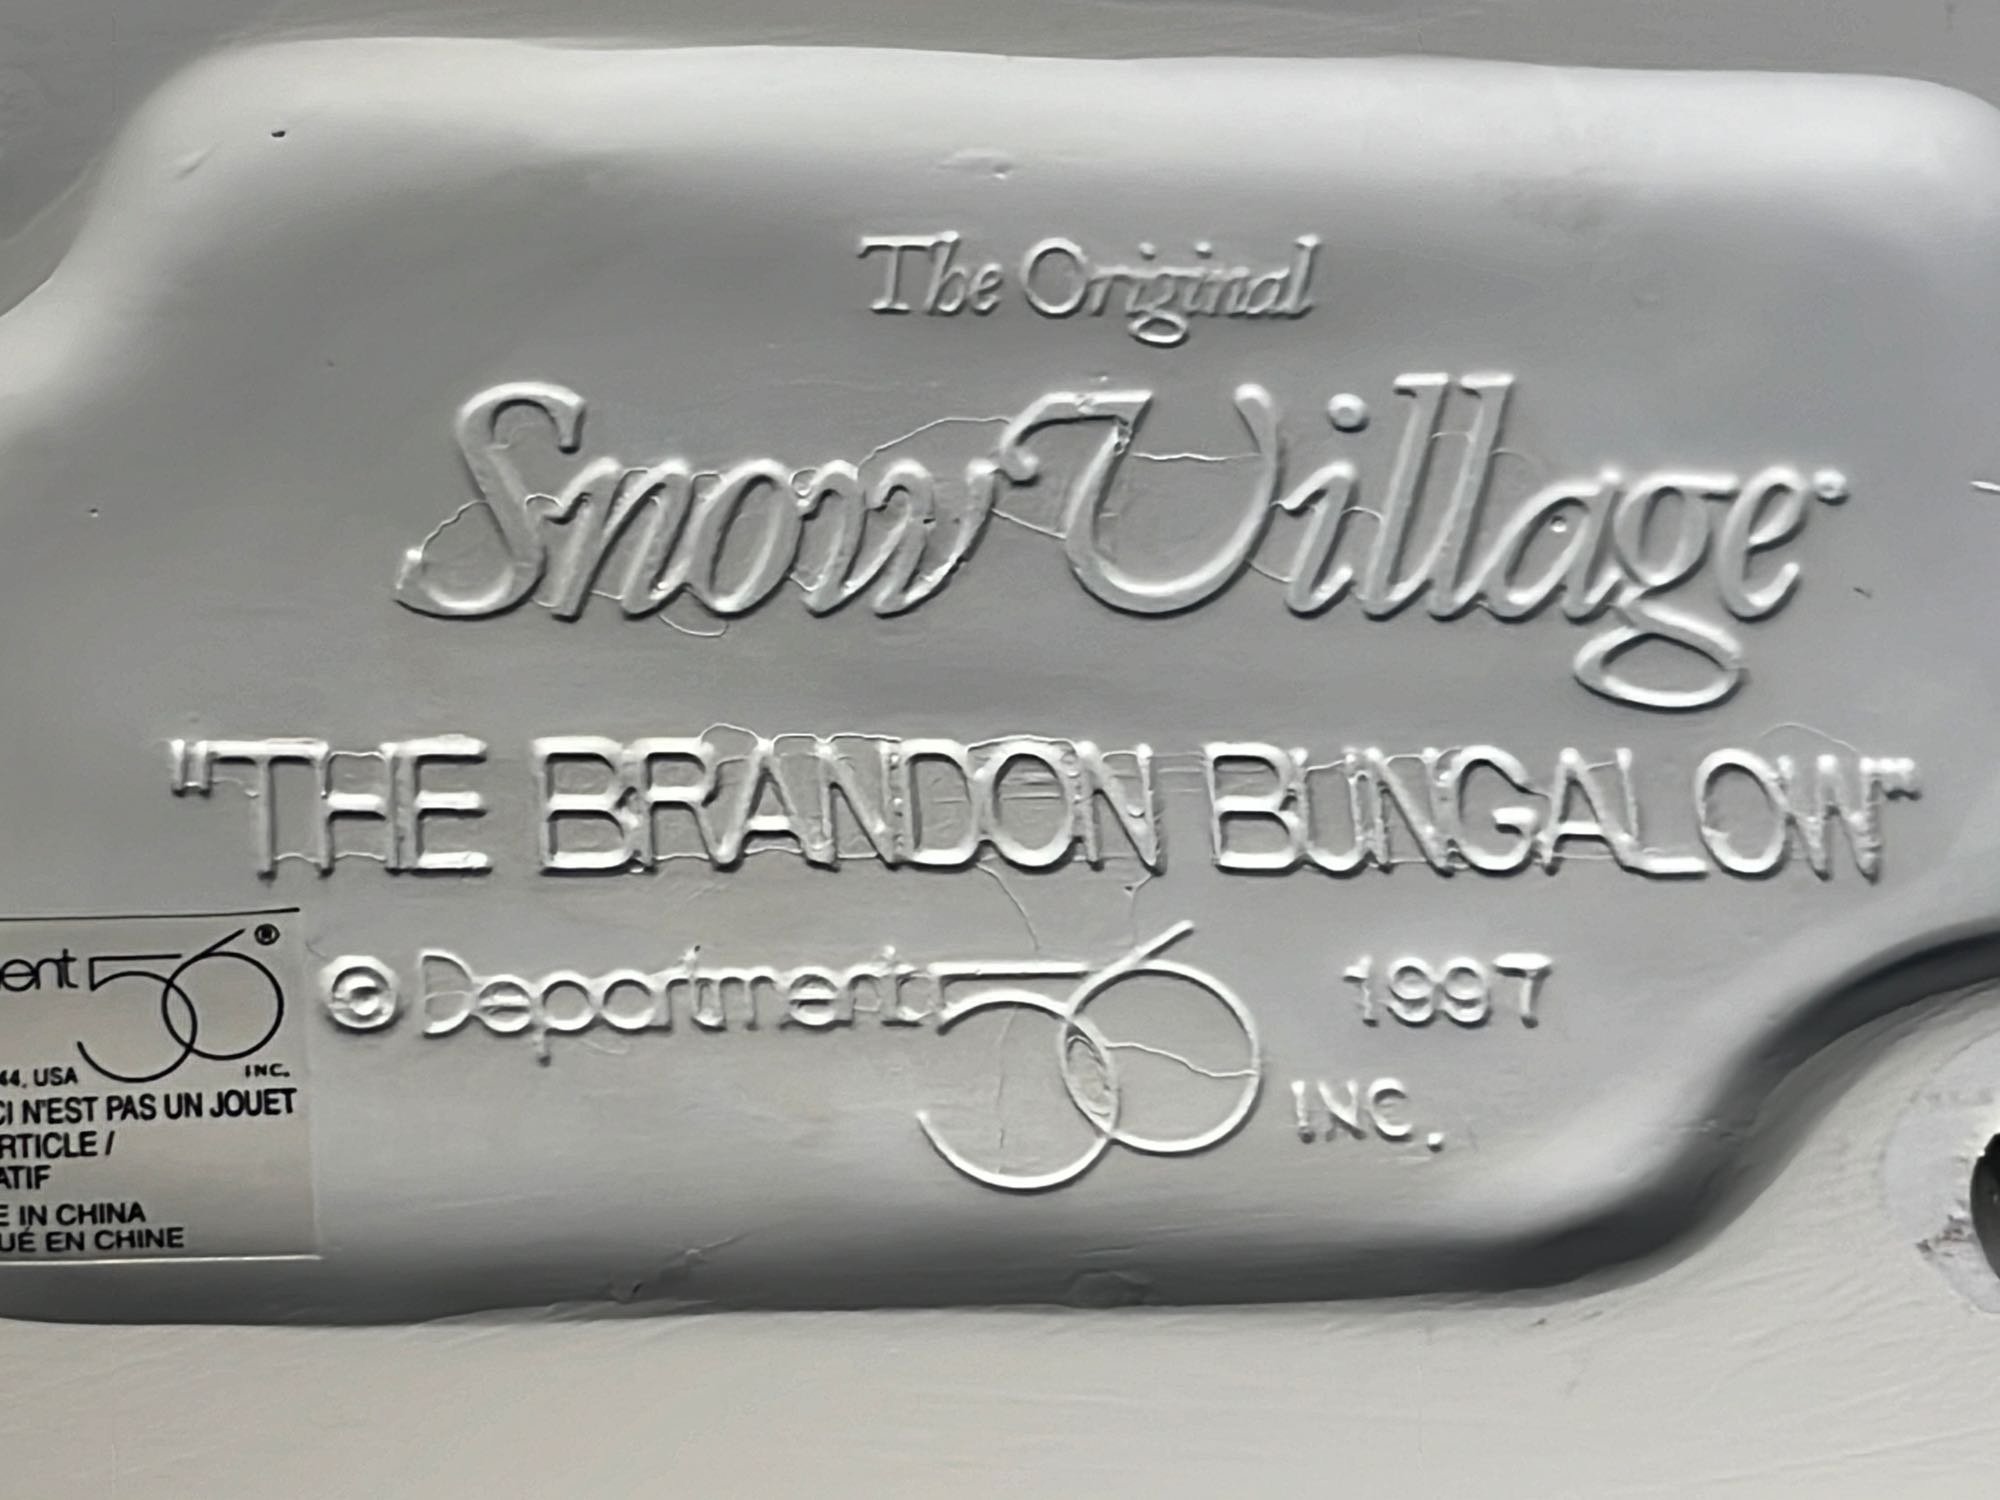 The Original
Snow Village®
"THE BRANDON BUNGALOW"™
© Department 56 1997
INC.
ent 56®
44, USA INC.
CI N'EST PAS UN JOUET
RTICLE /
ATIF
E IN CHINA
UÉ EN CHINE